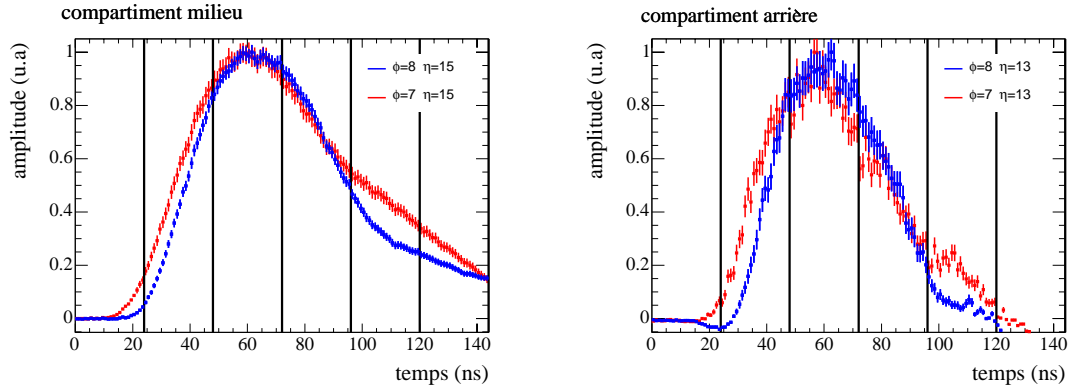 compartiment milieu
amplitude (u.a)
1
0.8
0.6
0.4
0.2
0
ϕ=8 η=15
ϕ=7 η=15
0 20 40 60 80 100 120 140
temps (ns)
compartiment arrière
amplitude (u.a)
1
0.8
0.6
0.4
0.2
0
ϕ=8 η=13
ϕ=7 η=13
0 20 40 60 80 100 120 140
temps (ns)